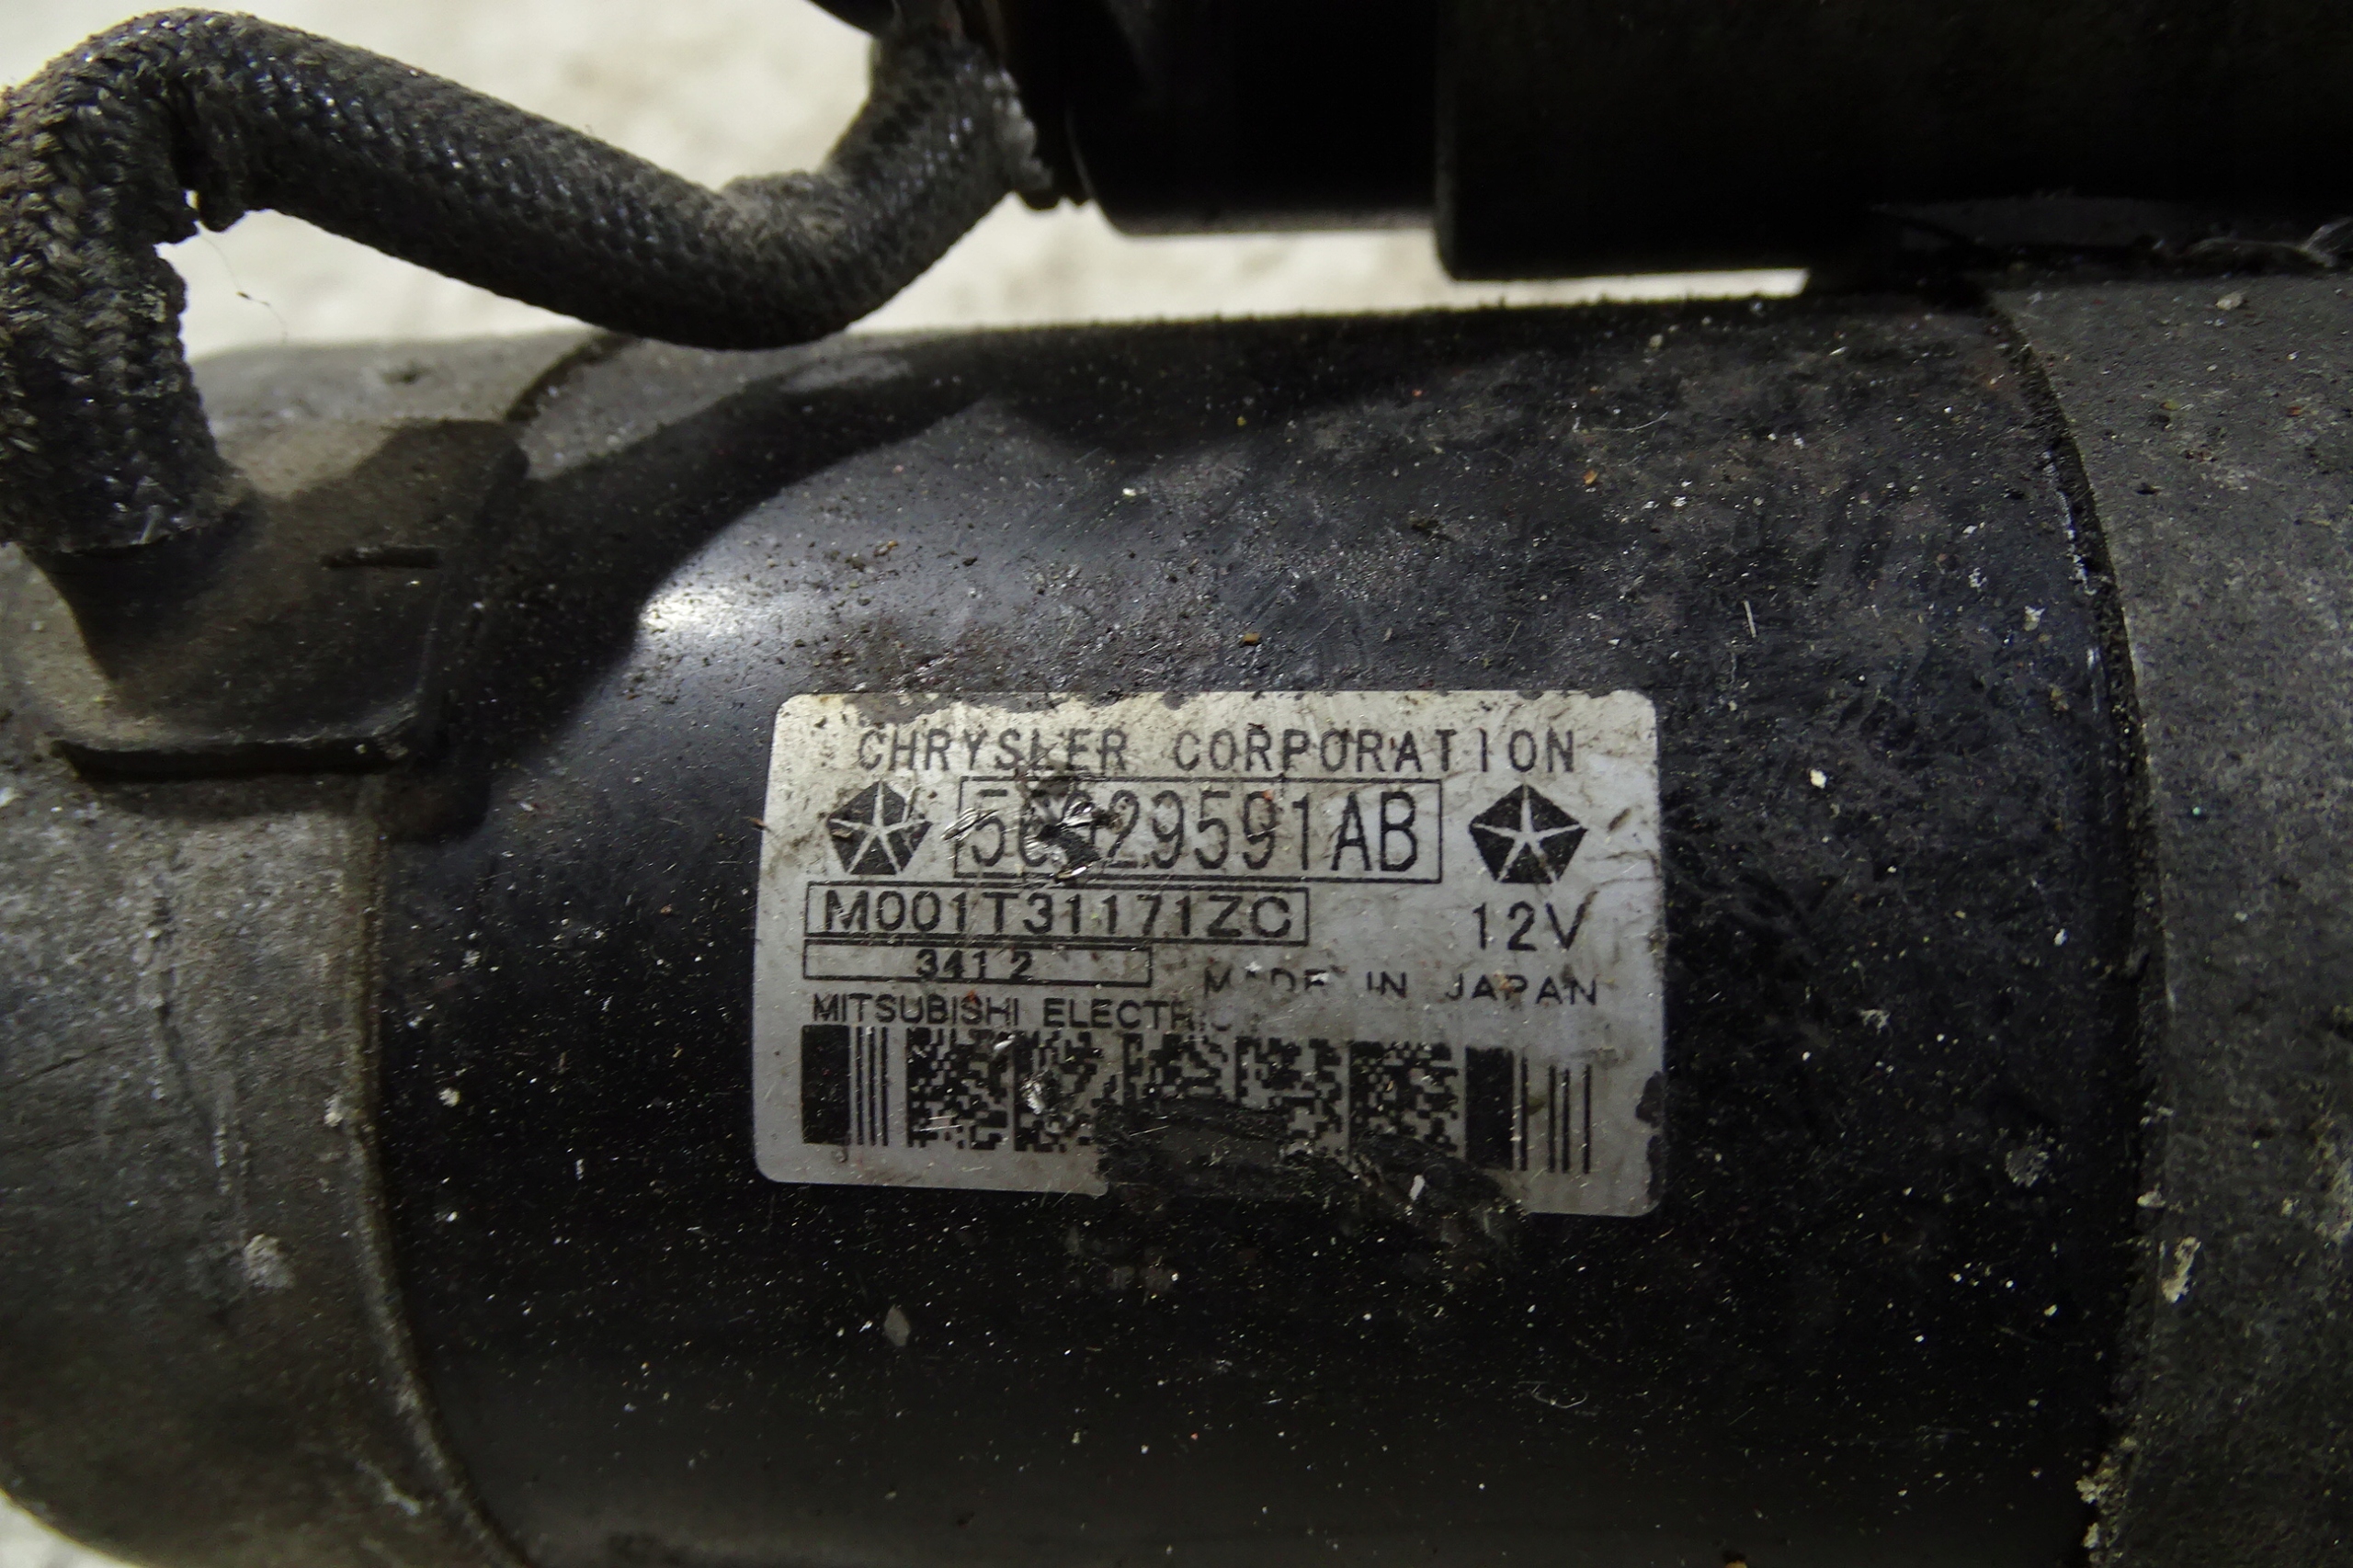 CHRYSLER CORPORATION
M001T31171ZC
12V
3412
MADE IN JAPAN
MITSUBISHI ELECTRIC